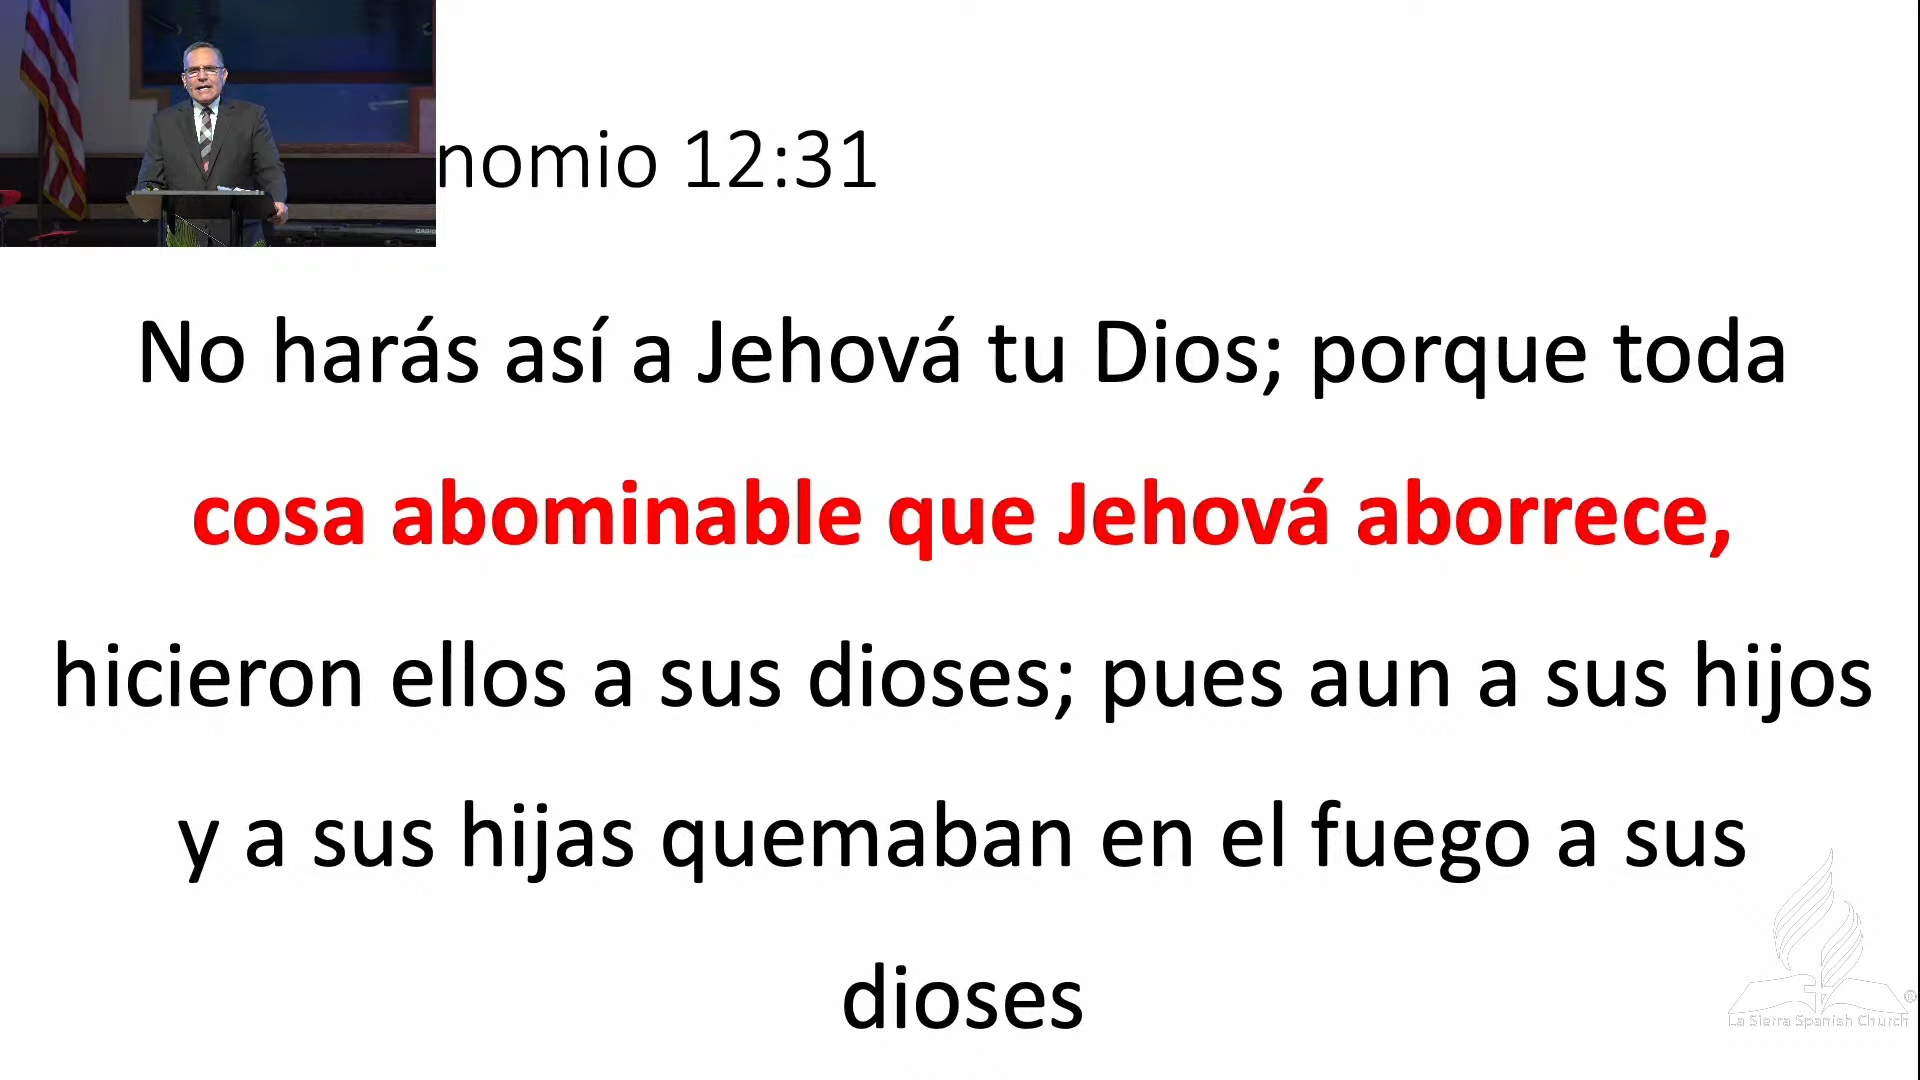 nomio 12:31
No harás así a Jehová tu Dios; porque toda
cosa abominable que Jehová aborrece,
hicieron ellos a sus dioses; pues aun a sus hijos
y a sus hijas quemaban en el fuego a sus
dioses
®
La Sierra Spanish Church